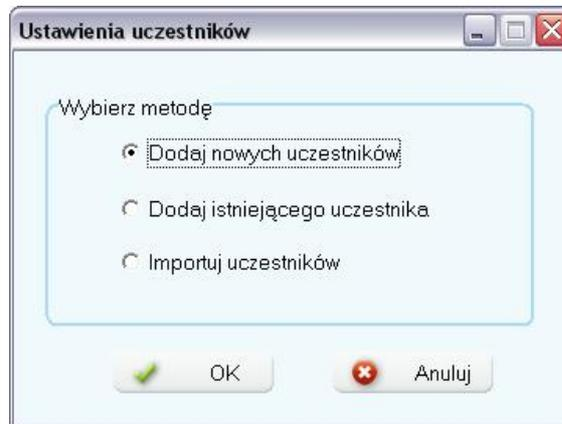 Ustawienia uczestników
Wybierz metodę
Dodaj nowych uczestników
Dodaj istniejącego uczestnika
Importuj uczestników
OK Anuluj